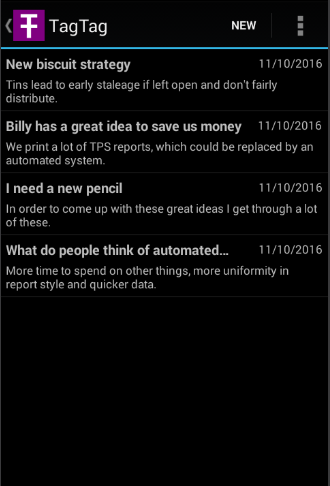 TagTag NEW
New biscuit strategy 11/10/2016
Tins lead to early staleage if left open and don't fairly
distribute.
Billy has a great idea to save us money 11/10/2016
We print a lot of TPS reports, which could be replaced by an
automated system.
I need a new pencil 11/10/2016
In order to come up with these great ideas I get through a lot
of these.
What do people think of automated... 11/10/2016
More time to spend on other things, more uniformity in
report style and quicker data.